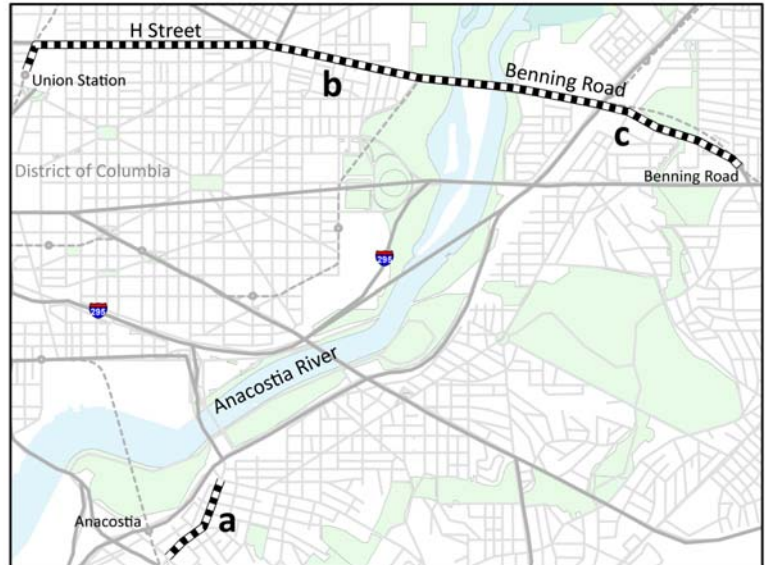 H Street
Union Station
b
Benning Road
c
Benning Road
District of Columbia
295
295
Anacostia River
Anacostia
a